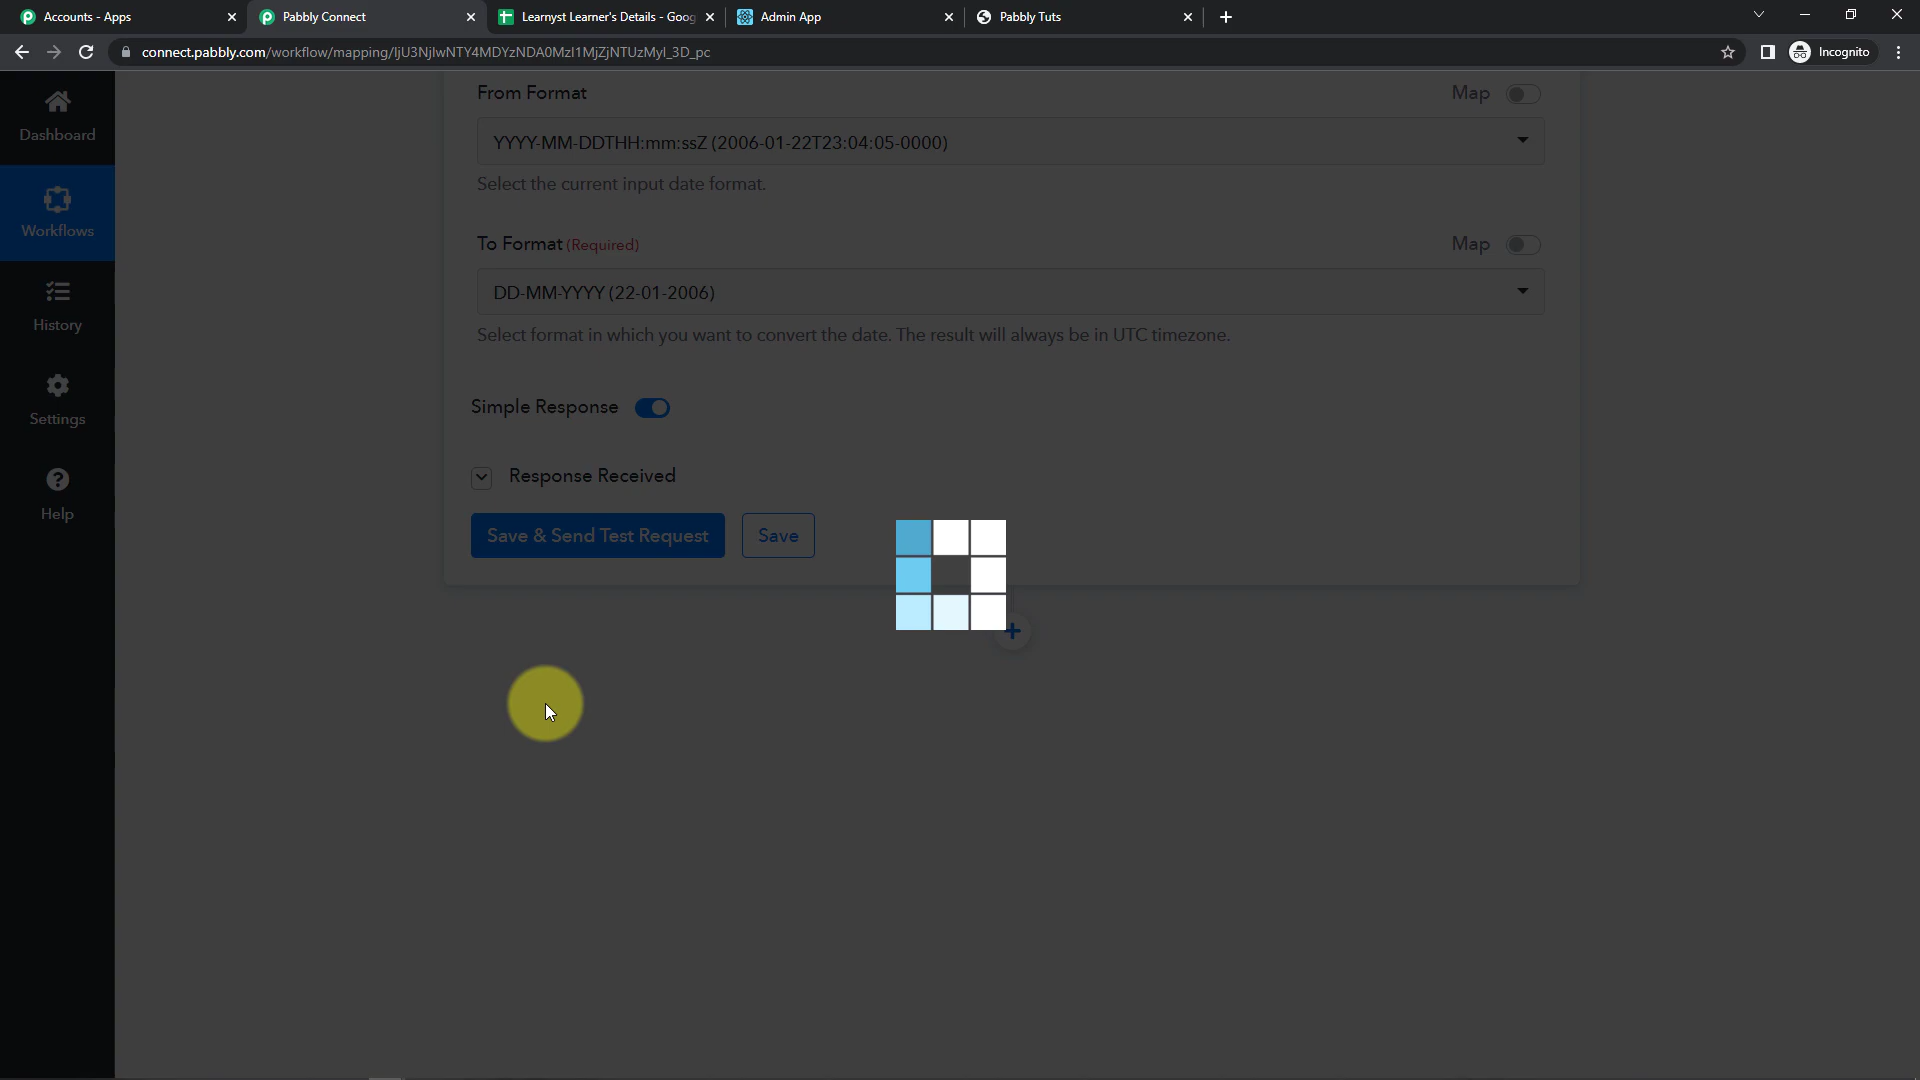 Accounts - Apps
Pabbly Connect
Learnyst Learner's Details - Goog
Admin App
Pabbly Tuts
connect.pabbly.com/workflow/mapping/IjU3NjIwNTY4MDYzNDA0MzI1MjZjNTUzMyI_3D_pc
Incognito
Dashboard
Workflows
History
Settings
Help
From Format
Map
YYYY-MM-DDTHH:mm:ssZ (2006-01-22T23:04:05-0000)
Select the current input date format.
To Format (Required)
Map
DD-MM-YYYY (22-01-2006)
Select format in which you want to convert the date. The result will always be in UTC timezone.
Simple Response
Response Received
Save & Send Test Request
Save